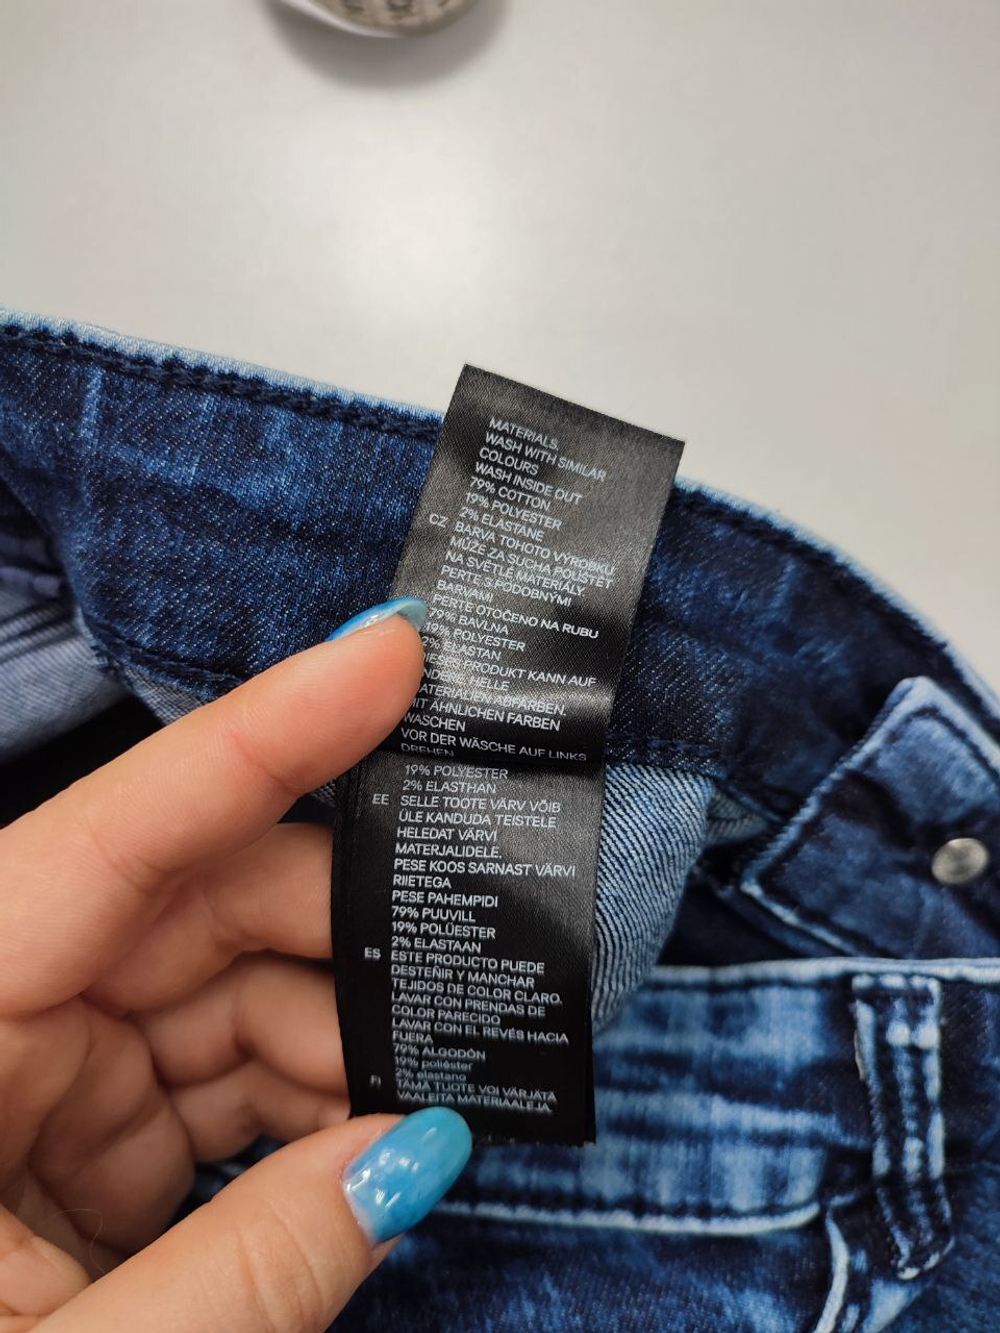 MATERIALS.
WASH WITH SIMILAR
COLOURS
WASH INSIDE OUT
79% COTTON
19% POLYESTER
2% ELASTANE
CZ BARVA TOHOTO VÝROBKU
MŮŽE ZA SUCHA POUŠTĚT
NA SVĚTLÉ MATERIÁLY.
PERTE S PODOBNÝMI
BARVAMI
PERTE OTOČENO NA RUBU
79% BAVLNA
19% POLYESTER
2% ELASTAN
PRODUKT KANN AUF
HELLE
ABFÄRBEN.
MIT ÄHNLICHEN FARBEN
WASCHEN
VOR DER WÄSCHE AUF LINKS
DREHEN
19% POLYESTER
2% ELASTHAN
EE SELLE TOOTE VÄRV VÕIB
ÜLE KANDUDA TEISTELE
HELEDAT VÄRVI
MATERJALIDELE.
PESE KOOS SARNAST VÄRVI
RIIETEGA
PESE PAHEMPIDI
79% PUUVILL
19% POLÜESTER
2% ELASTAAN
ES ESTE PRODUCTO PUEDE
DESTEÑIR Y MANCHAR
TEJIDOS DE COLOR CLARO.
LAVAR CON PRENDAS DE
COLOR PARECIDO
LAVAR CON EL REVÉS HACIA
FUERA
79% ALGODÓN
19% poliéster
2% elastano
FI TÄMÄ TUOTE VOI VÄRJÄTÄ
VAALEITA MATERIAALEJA